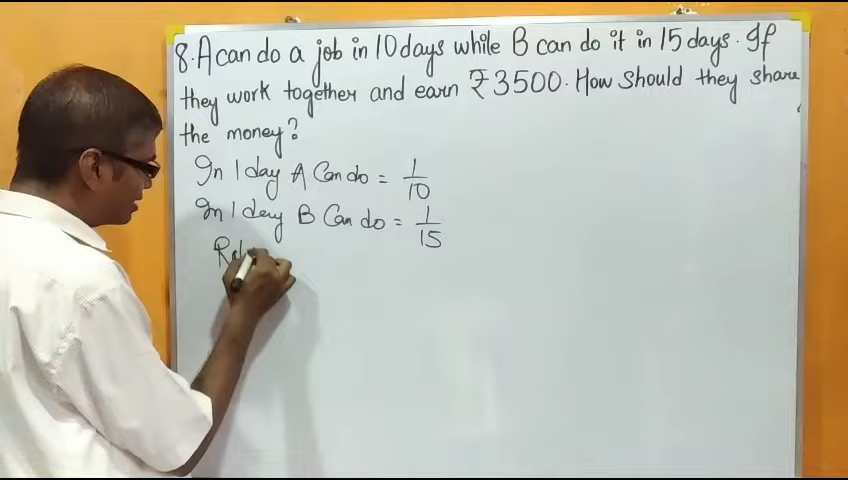 8. A can do a job in 10 days while B can do it in 15 days. If
they work together and earn ₹3500. How should they share
the money?
In 1 day A Can do = 1/10
In 1 day B Can do = 1/15